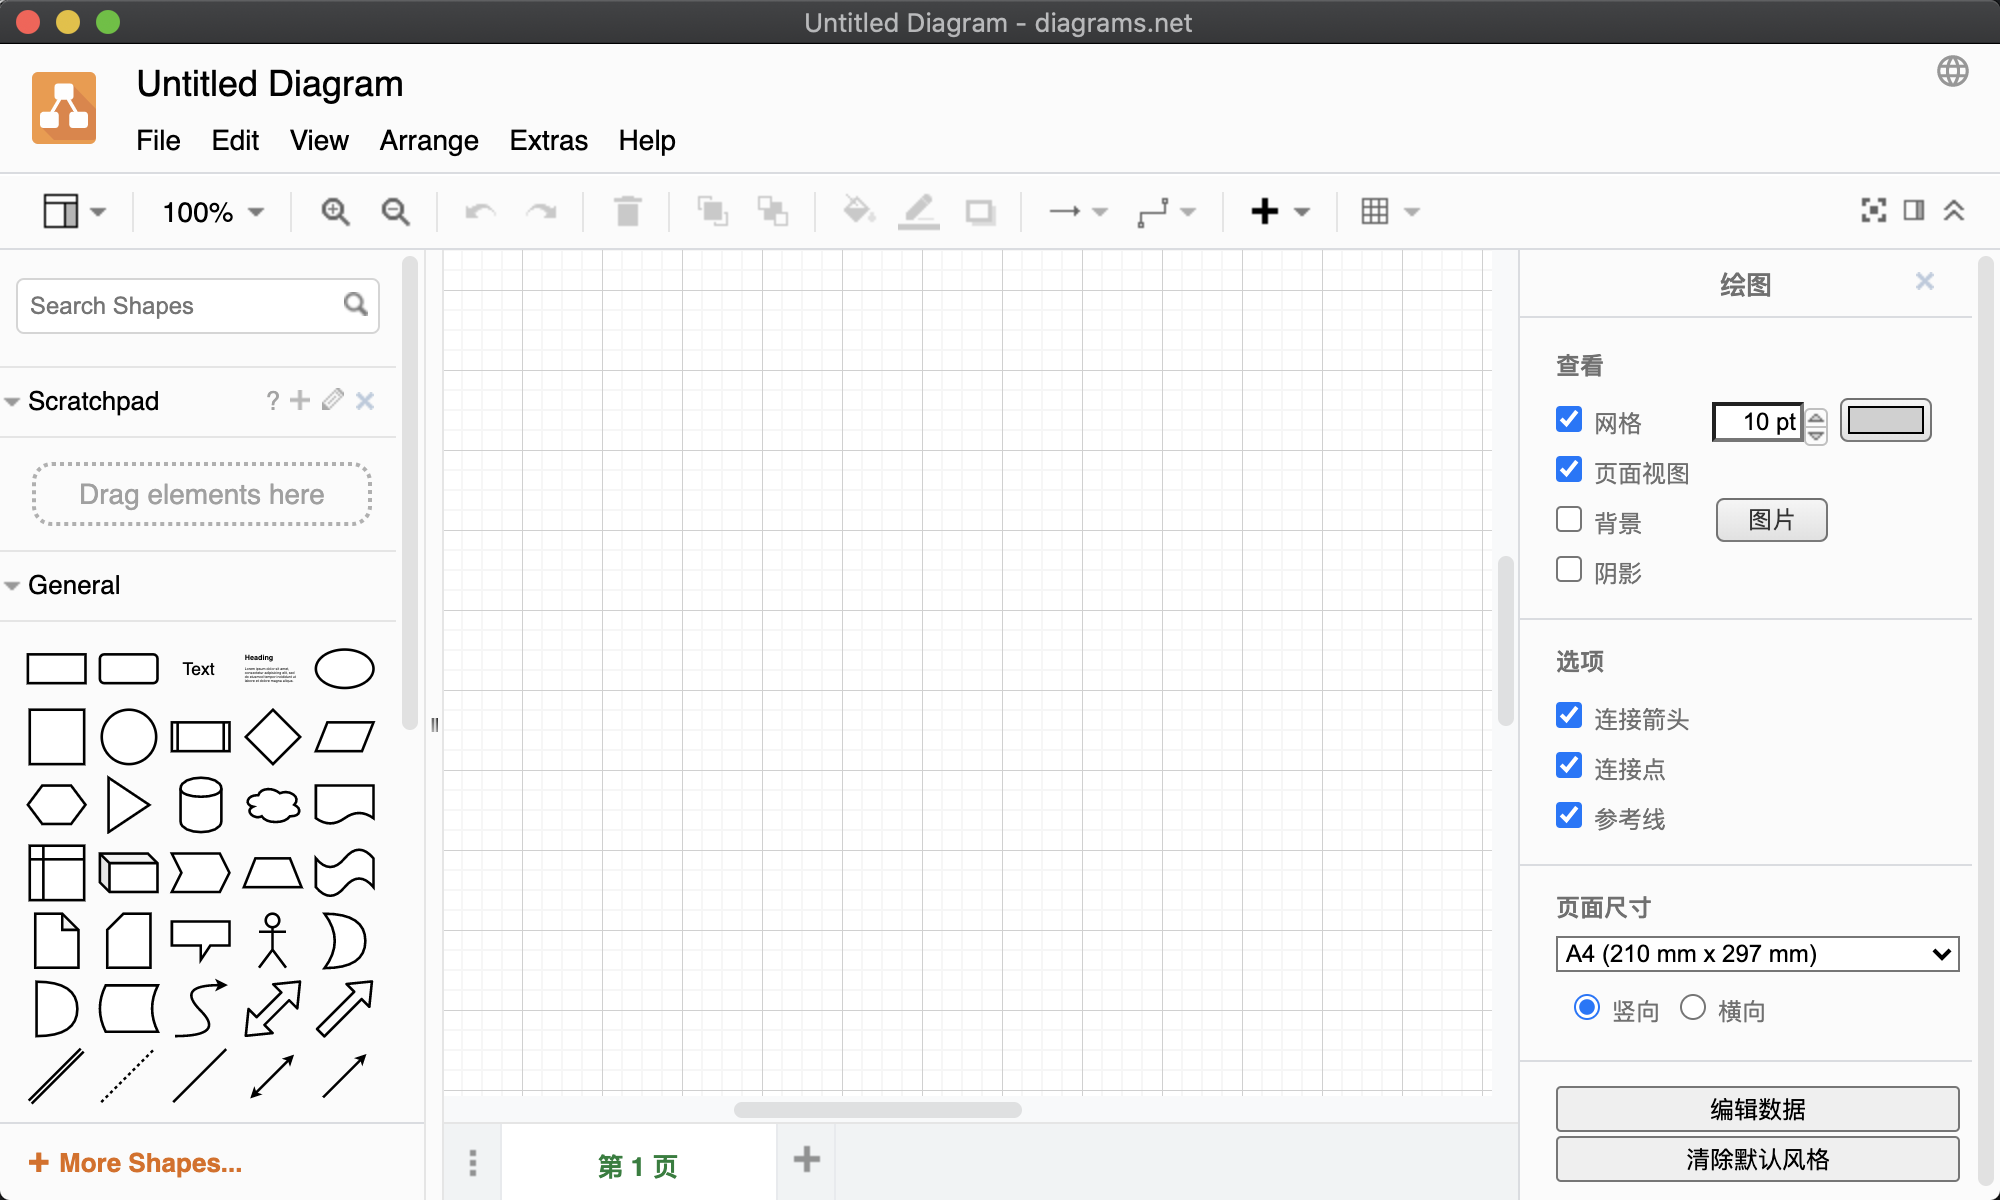 Untitled Diagram - diagrams.net
Untitled Diagram
File Edit View Arrange Extras Help
100%
Search Shapes
Scratchpad
?
Drag elements here
General
Text
Heading
More Shapes...
第 1 页
绘图
查看
网格
10 pt
页面视图
背景
图片
阴影
选项
连接箭头
连接点
参考线
页面尺寸
A4 (210 mm x 297 mm)
竖向 横向
编辑数据
清除默认风格